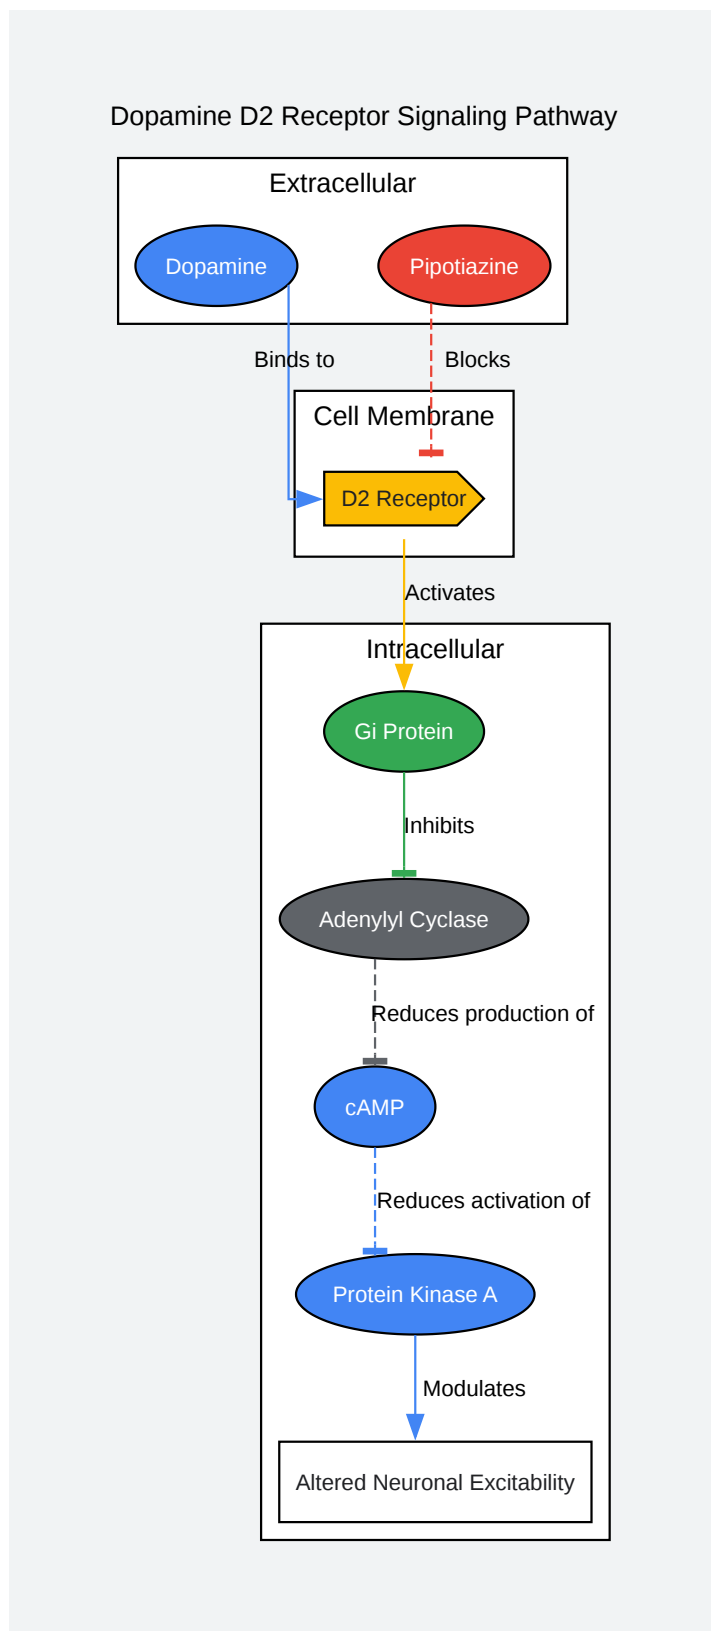 Dopamine D2 Receptor Signaling Pathway
Extracellular
Dopamine
Pipotiazine
Binds to
Blocks
Cell Membrane
D2 Receptor
Activates
Intracellular
Gi Protein
Inhibits
Adenylyl Cyclase
Reduces production of
cAMP
Reduces activation of
Protein Kinase A
Modulates
Altered Neuronal Excitability